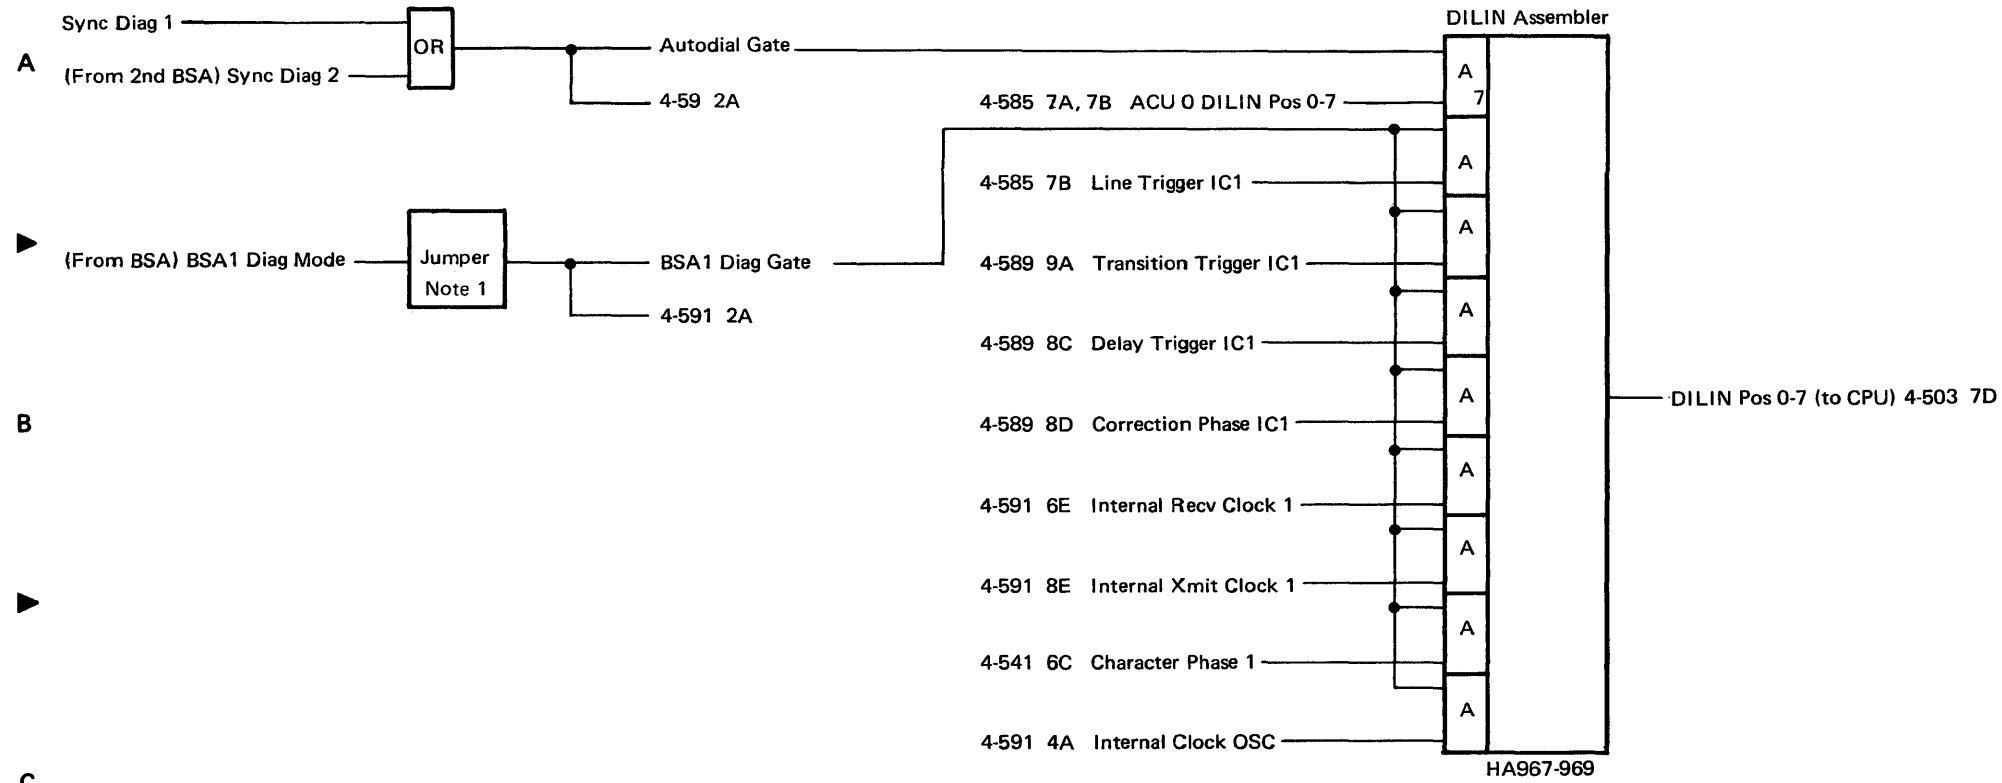 DILIN Assembler
Sync Diag 1
OR
Autodial Gate
A
A
(From 2nd BSA) Sync Diag 2
4-59 2A
4-585 7A, 7B ACU 0 DILIN Pos 0-7
7
A
4-585 7B Line Trigger IC1
A
(From BSA) BSA1 Diag Mode
Jumper
Note 1
BSA1 Diag Gate
4-589 9A Transition Trigger IC1
4-591 2A
A
4-589 8C Delay Trigger IC1
A
DILIN Pos 0-7 (to CPU) 4-503 7D
B
4-589 8D Correction Phase IC1
A
4-591 6E Internal Recv Clock 1
A
4-591 8E Internal Xmit Clock 1
A
4-541 6C Character Phase 1
A
4-591 4A Internal Clock OSC
HA967-969
C